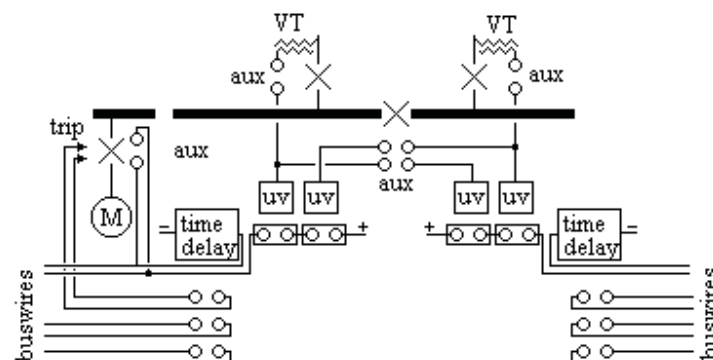 VT
VT
aux
aux
trip
aux
aux
uv
uv
uv
uv
M
time
delay
time
delay
buswires
buswires